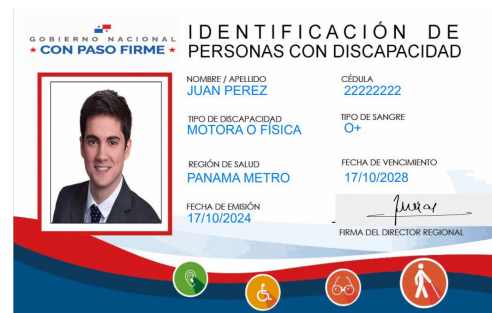 GOBIERNO NACIONAL
★ CON PASO FIRME ★
IDENTIFICACIÓN DE
PERSONAS CON DISCAPACIDAD
NOMBRE / APELLIDO
JUAN PEREZ
CÉDULA
22222222
TIPO DE DISCAPACIDAD
MOTORA O FÍSICA
TIPO DE SANGRE
O+
REGIÓN DE SALUD
PANAMA METRO
FECHA DE VENCIMIENTO
17/10/2028
FECHA DE EMISIÓN
17/10/2024
FIRMA DEL DIRECTOR REGIONAL